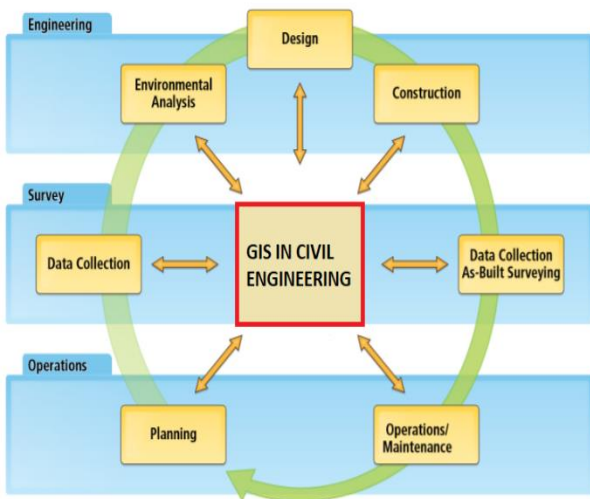 Engineering
Design
Environmental
Analysis
Construction
Survey
Data Collection
GIS IN CIVIL
ENGINEERING
Data Collection
As-Built Surveying
Operations
Planning
Operations/
Maintenance